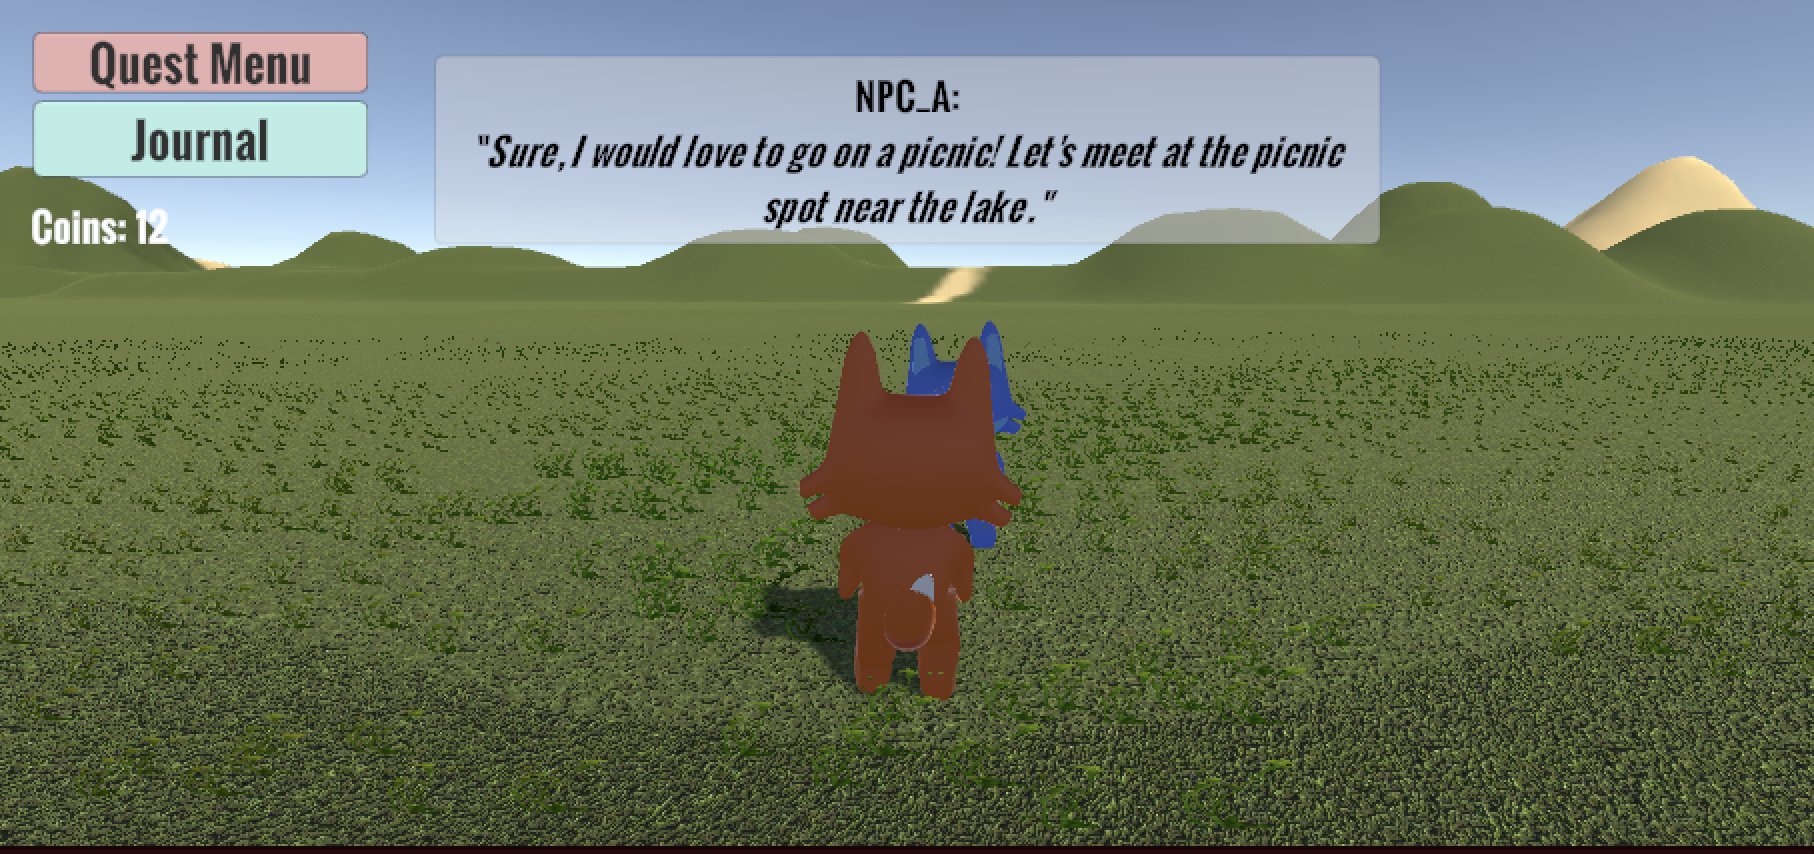 Quest Menu
Journal
Coins: 12
NPC_A:
"Sure, I would love to go on a picnic! Let's meet at the picnic
spot near the lake."